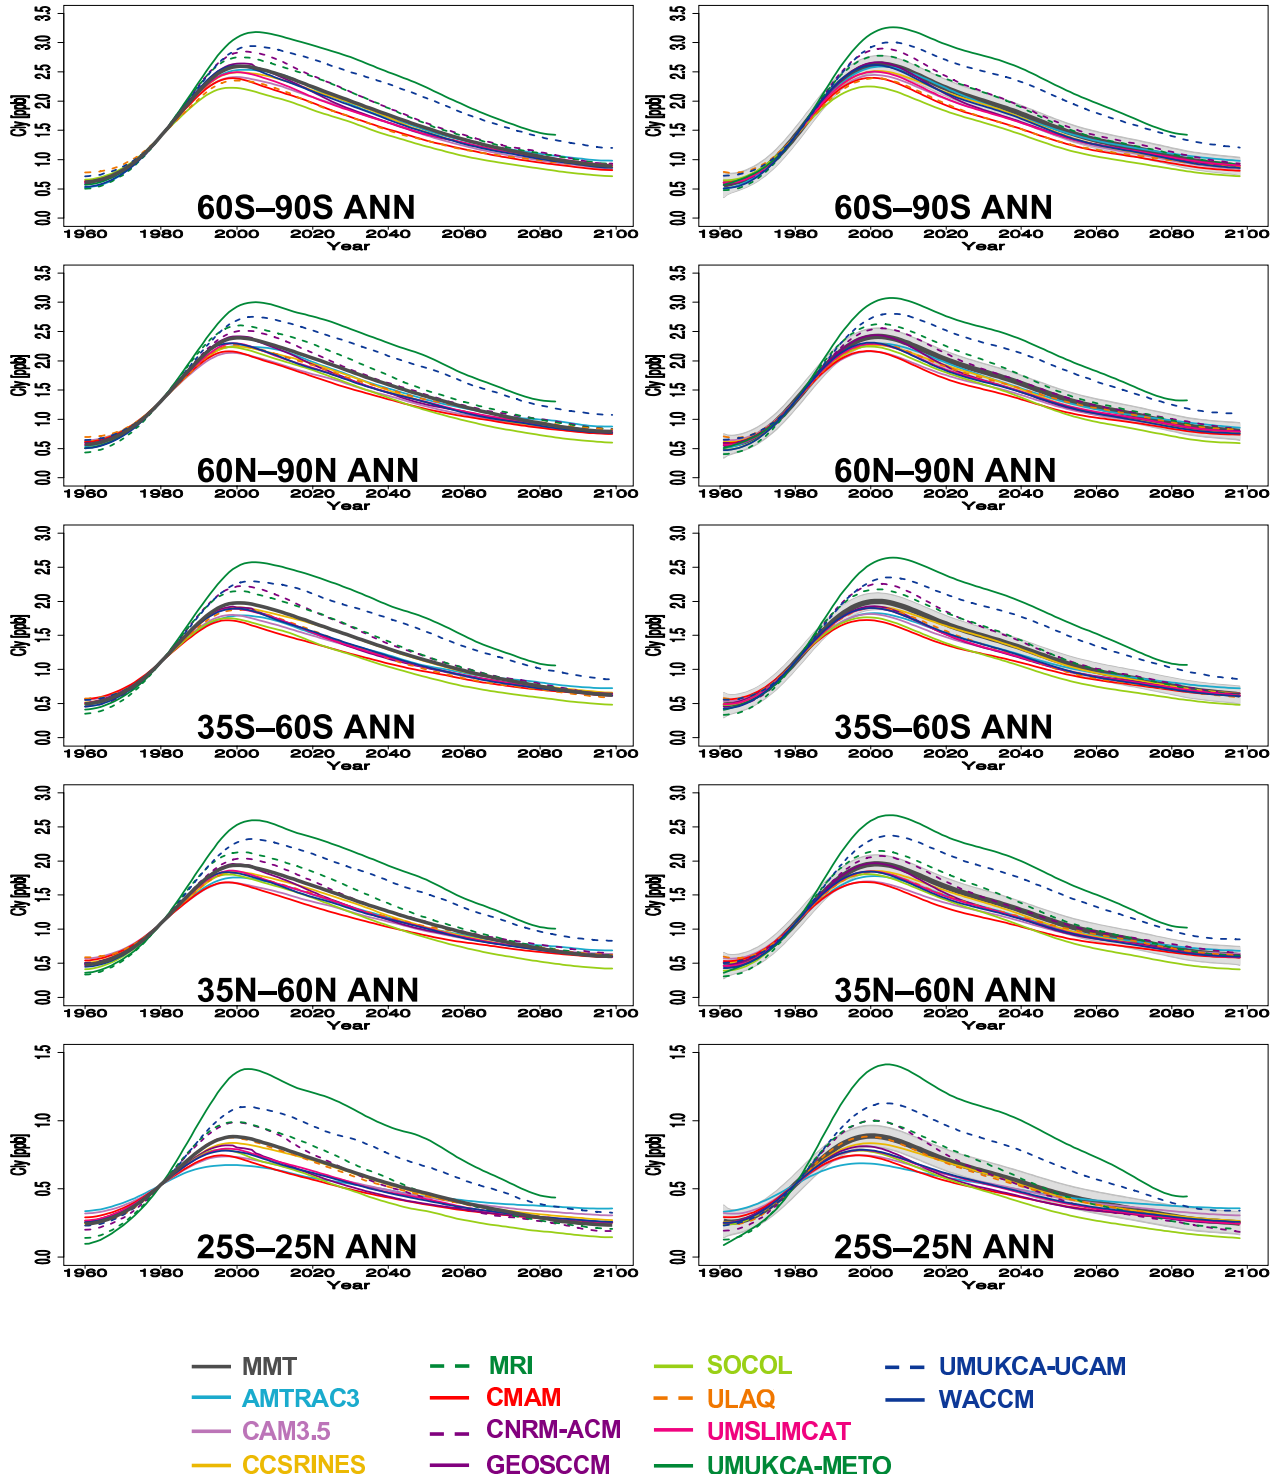 3.5 3.0 2.5 2.0 1.5 1.0 0.5 0.0
Cly [ppb]
60S–90S ANN
1960 1980 2000 2020 2040 2060 2080 2100
Year
3.5 3.0 2.5 2.0 1.5 1.0 0.5 0.0
Cly [ppb]
60S–90S ANN
1960 1980 2000 2020 2040 2060 2080 2100
Year
3.5 3.0 2.5 2.0 1.5 1.0 0.5 0.0
Cly [ppb]
60N–90N ANN
1960 1980 2000 2020 2040 2060 2080 2100
Year
3.5 3.0 2.5 2.0 1.5 1.0 0.5 0.0
Cly [ppb]
60N–90N ANN
1960 1980 2000 2020 2040 2060 2080 2100
Year
3.0 2.5 2.0 1.5 1.0 0.5 0.0
Cly [ppb]
35S–60S ANN
1960 1980 2000 2020 2040 2060 2080 2100
Year
3.0 2.5 2.0 1.5 1.0 0.5 0.0
Cly [ppb]
35S–60S ANN
1960 1980 2000 2020 2040 2060 2080 2100
Year
3.0 2.5 2.0 1.5 1.0 0.5 0.0
Cly [ppb]
35N–60N ANN
1960 1980 2000 2020 2040 2060 2080 2100
Year
3.0 2.5 2.0 1.5 1.0 0.5 0.0
Cly [ppb]
35N–60N ANN
1960 1980 2000 2020 2040 2060 2080 2100
Year
1.5 1.0 0.5 0.0
Cly [ppb]
25S–25N ANN
1960 1980 2000 2020 2040 2060 2080 2100
Year
1.5 1.0 0.5 0.0
Cly [ppb]
25S–25N ANN
1960 1980 2000 2020 2040 2060 2080 2100
Year
MMT
AMTRAC3
CAM3.5
CCSRINES
MRI
CMAM
CNRM-ACM
GEOSCCM
SOCOL
ULAQ
UMSLIMCAT
UMUKCA-METO
UMUKCA-UCAM
WACCM